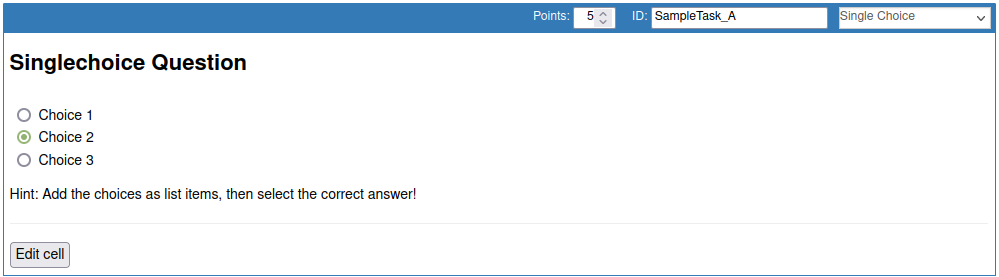 Points: 5 ID: SampleTask_A Single Choice
Singlechoice Question
Choice 1
Choice 2
Choice 3
Hint: Add the choices as list items, then select the correct answer!
Edit cell